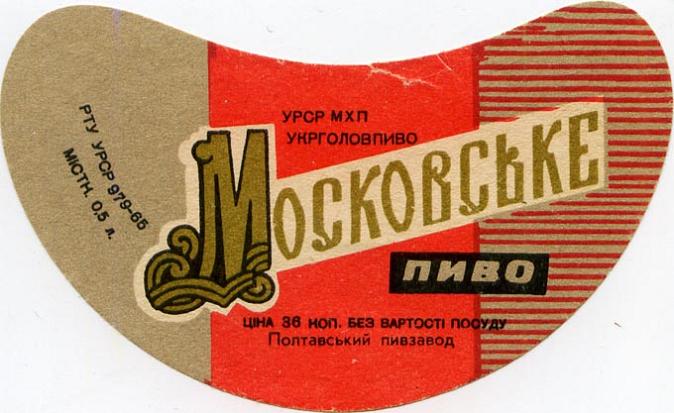 РТУ УРСР 979-65
МІСТН. 0,5 л.
УРСР МХП
УКРГОЛОВПИВО
МОСКОВСЬКЕ
ПИВО
ЦІНА 36 КОП. БЕЗ ВАРТОСТІ ПОСУДУ
Полтавський пивзавод